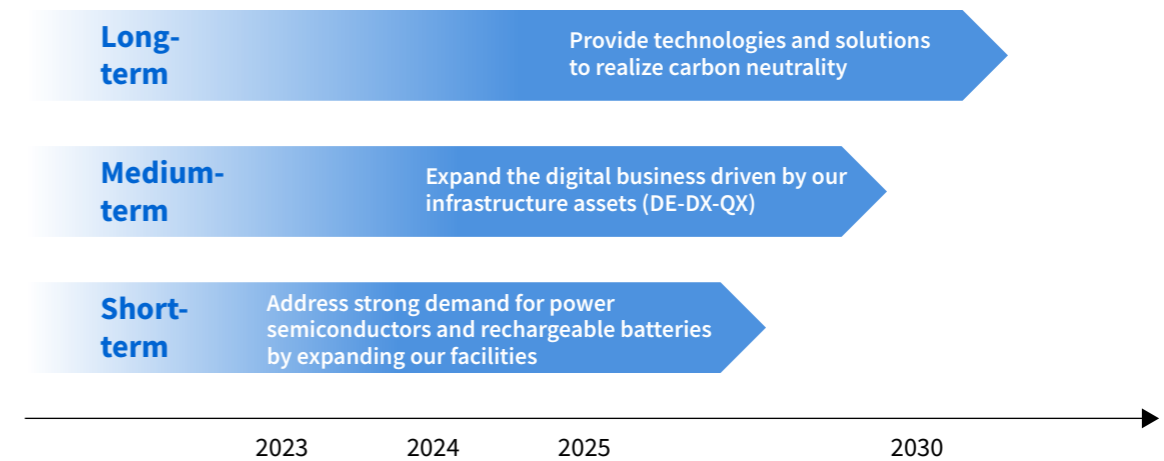 Long-
term
Provide technologies and solutions
to realize carbon neutrality
Medium-
term
Expand the digital business driven by our
infrastructure assets (DE-DX-QX)
Short-
term
Address strong demand for power
semiconductors and rechargeable batteries
by expanding our facilities
2023 2024 2025 2030